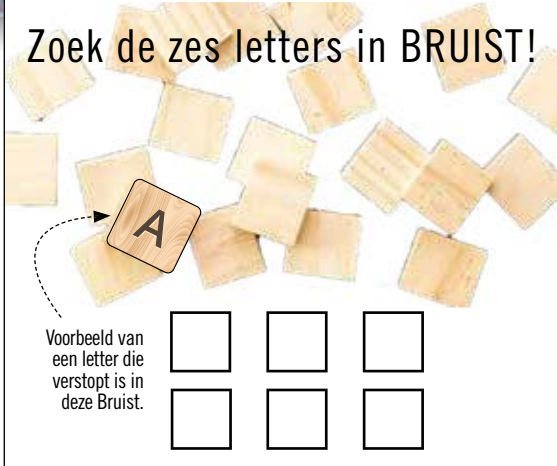 Zoek de zes letters in BRUIST!
A
Voorbeeld van
een letter die
verstopt is in
deze Bruist.